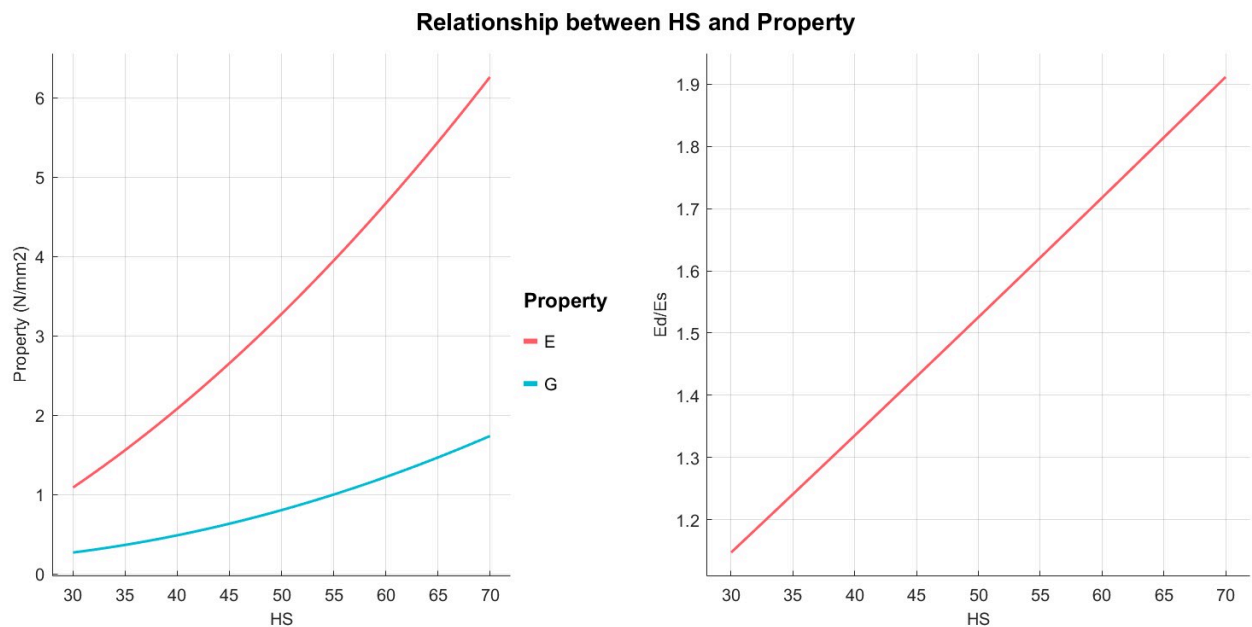 Relationship between HS and Property
6
5
4
3
2
1
0
Property (N/mm2)
30 35 40 45 50 55 60 65 70
HS
Property
E
G
1.9
1.8
1.7
1.6
1.5
1.4
1.3
1.2
Ed/Es
30 35 40 45 50 55 60 65 70
HS